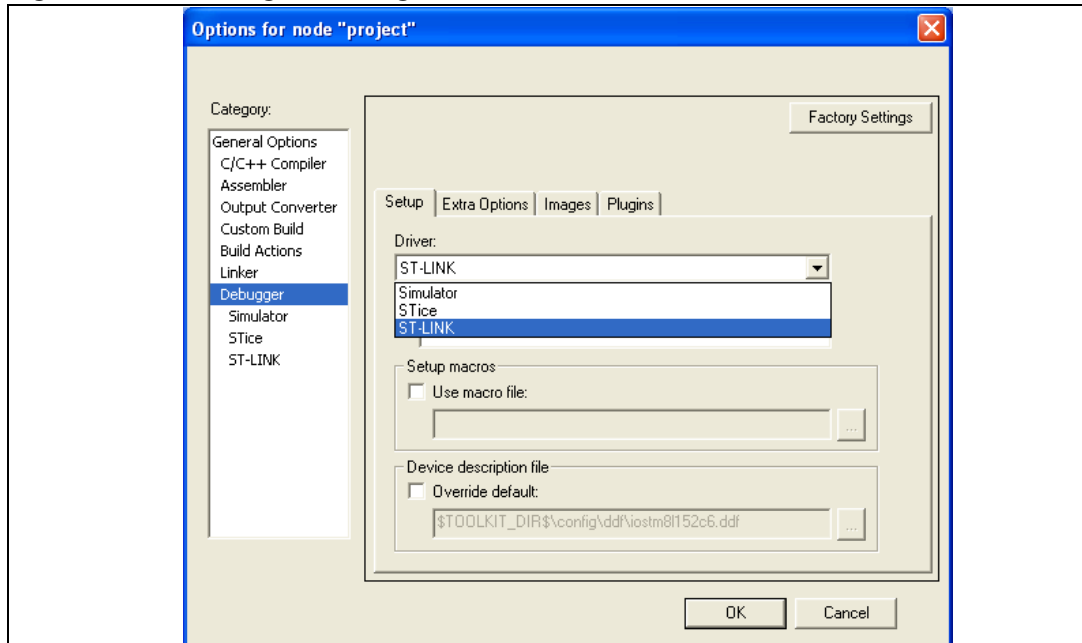 Options for node "project"
Category:
Factory Settings
General Options
C/C++ Compiler
Assembler
Output Converter
Custom Build
Build Actions
Linker
Debugger
Simulator
STice
ST-LINK
Setup
Extra Options
Images
Plugins
Driver:
ST-LINK
Simulator
STice
ST-LINK
Setup macros
Use macro file:
...
Device description file
Override default:
$TOOLKIT_DIR$\config\ddf\iostm8l152c6.ddf
...
OK
Cancel